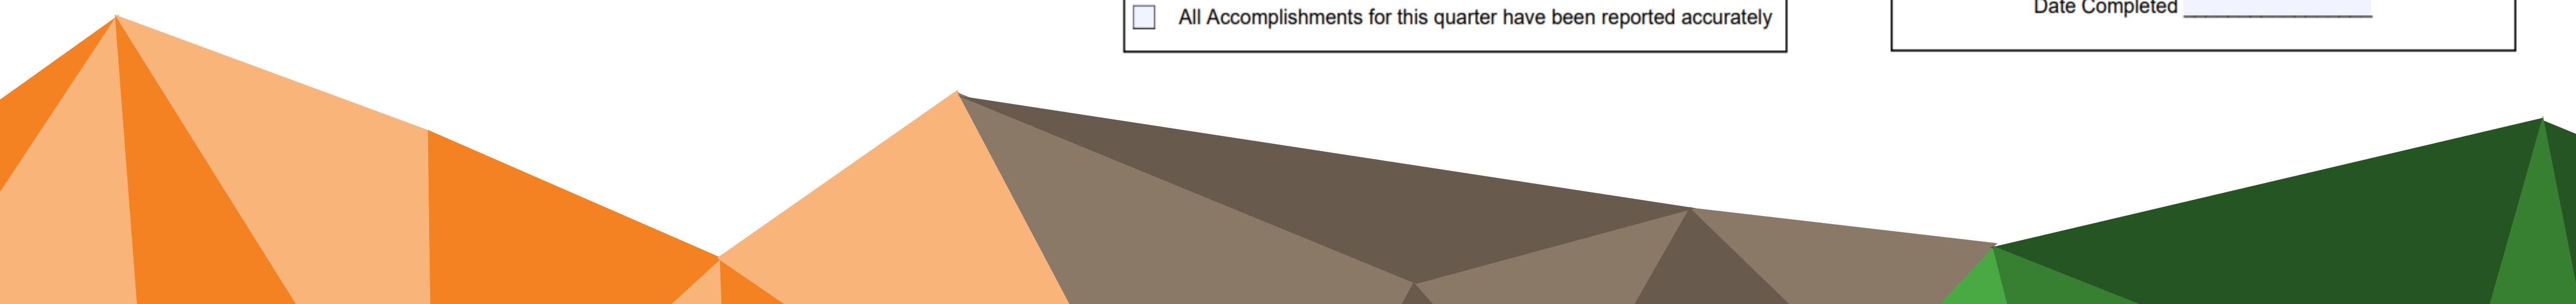 All Accomplishments for this quarter have been reported accurately
Date Completed